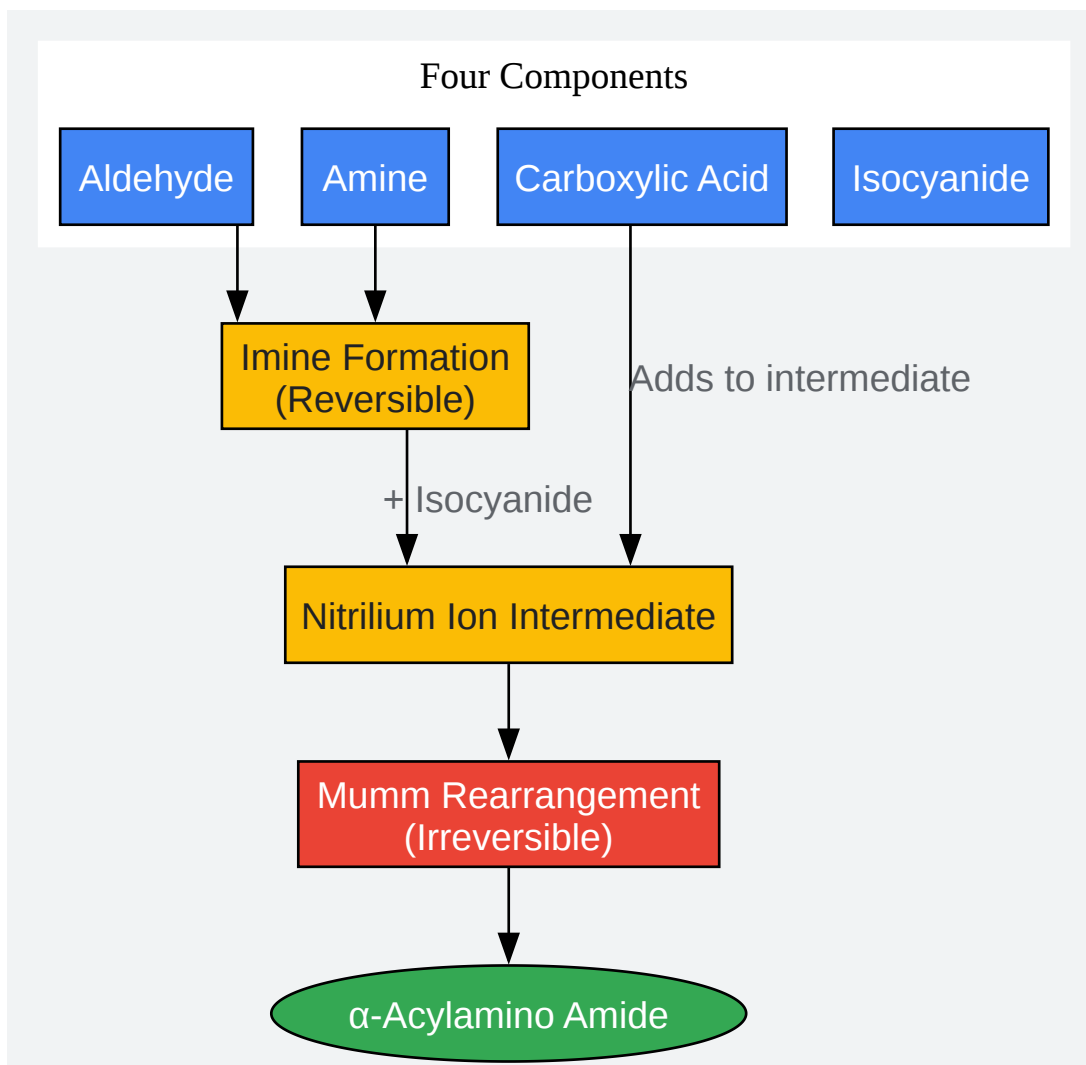 Four Components
Aldehyde
Amine
Carboxylic Acid
Isocyanide
Imine Formation
(Reversible)
Adds to intermediate
+ Isocyanide
Nitrilium Ion Intermediate
Mumm Rearrangement
(Irreversible)
α-Acylamino Amide